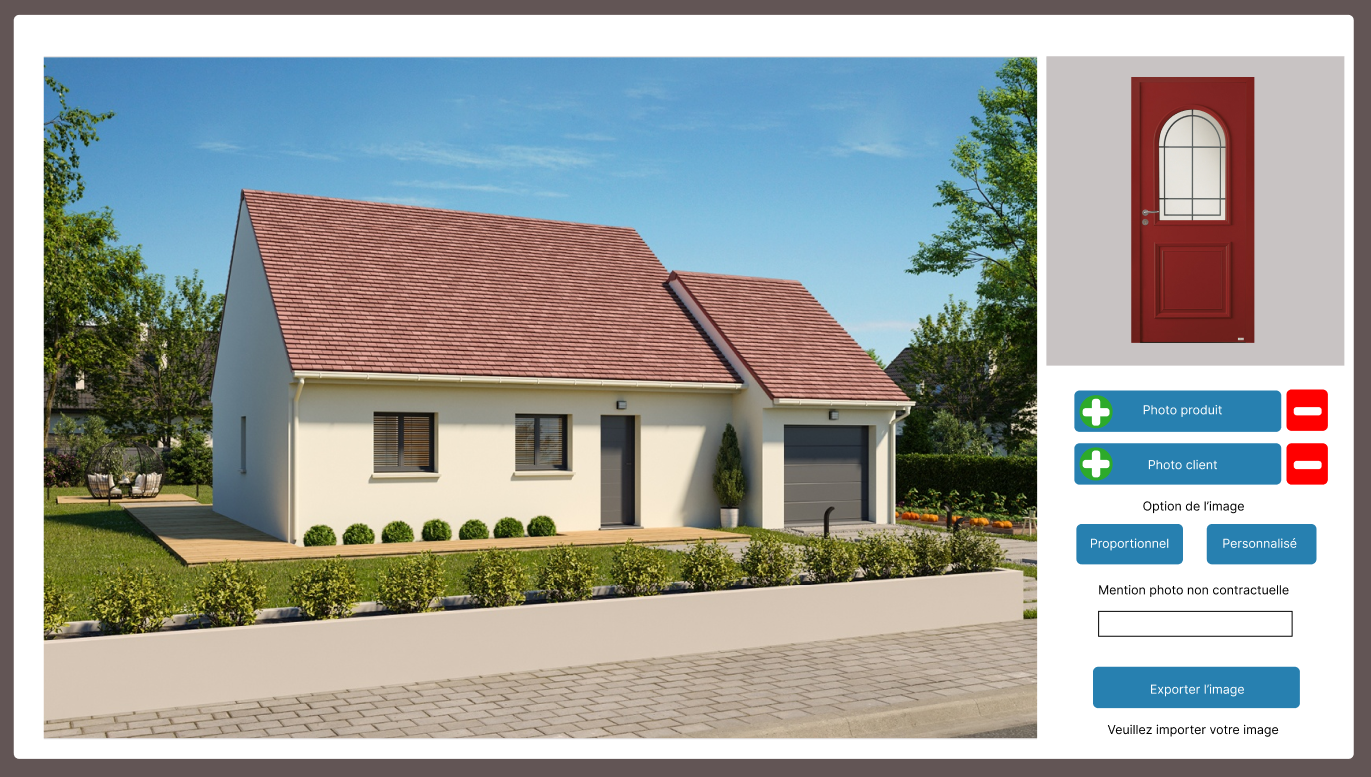 Photo produit
Photo client
Option de l'image
Proportionnel
Personnalisé
Mention photo non contractuelle
Exporter l'image
Veuillez importer votre image